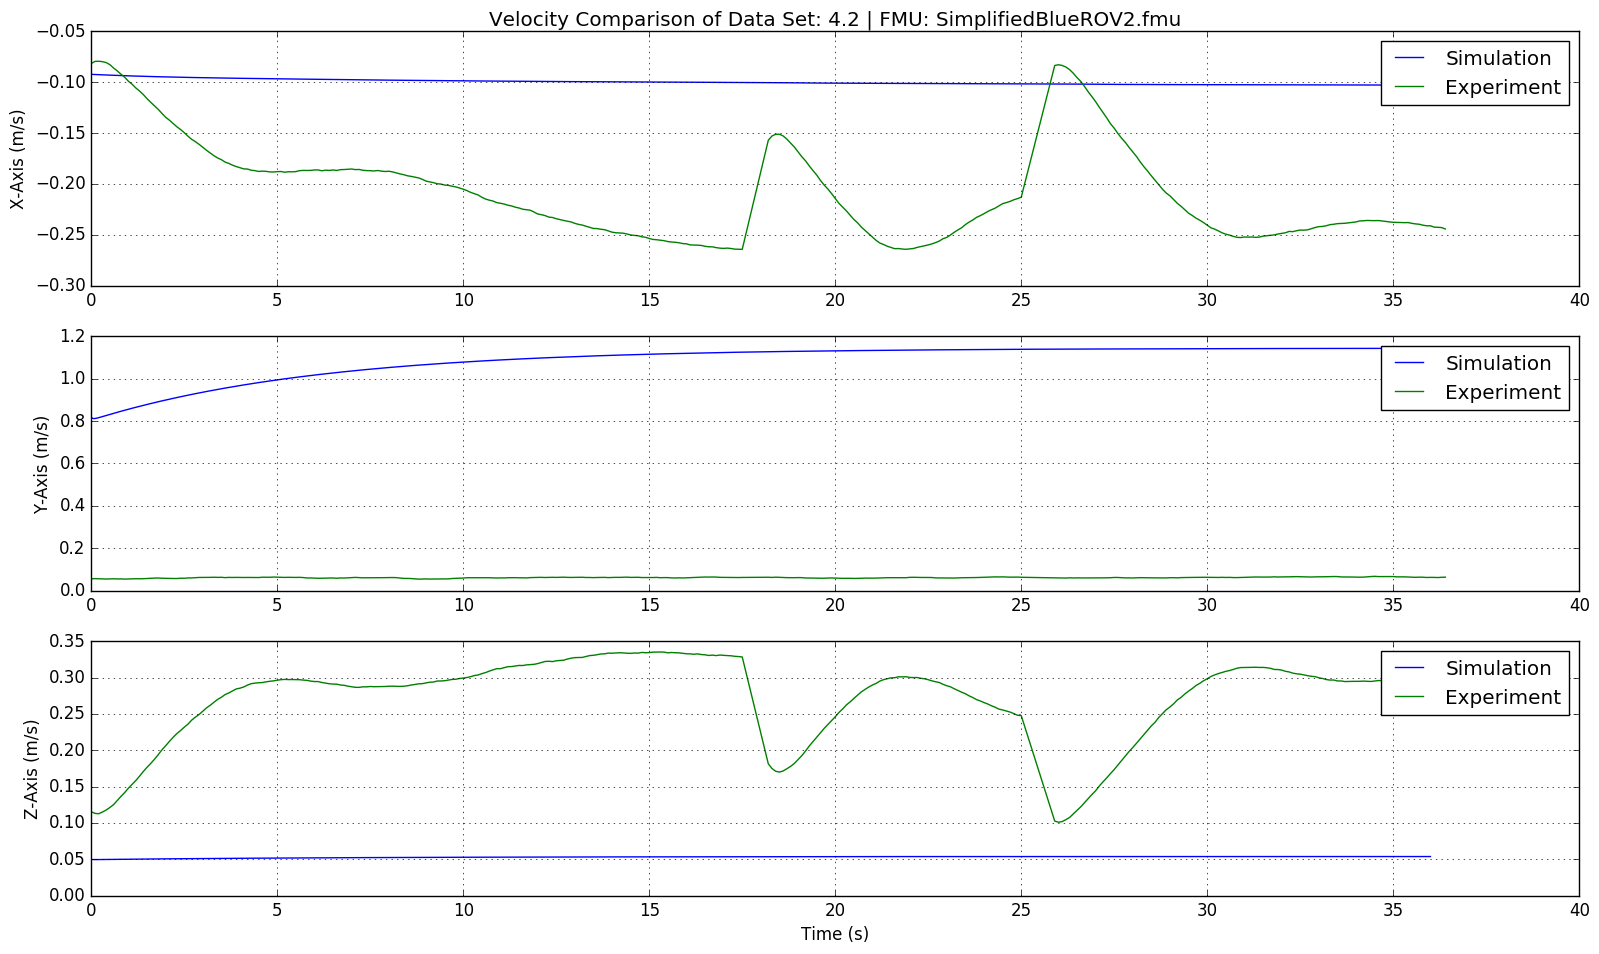 Velocity Comparison of Data Set: 4.2 | FMU: SimplifiedBlueROV2.fmu
−0.05
−0.10
−0.15
−0.20
−0.25
−0.30
X-Axis (m/s)
Simulation
Experiment
0 5 10 15 20 25 30 35 40
1.2
1.0
0.8
0.6
0.4
0.2
0.0
Y-Axis (m/s)
Simulation
Experiment
0 5 10 15 20 25 30 35 40
0.35
0.30
0.25
0.20
0.15
0.10
0.05
0.00
Z-Axis (m/s)
Simulation
Experiment
0 5 10 15 20 25 30 35 40
Time (s)